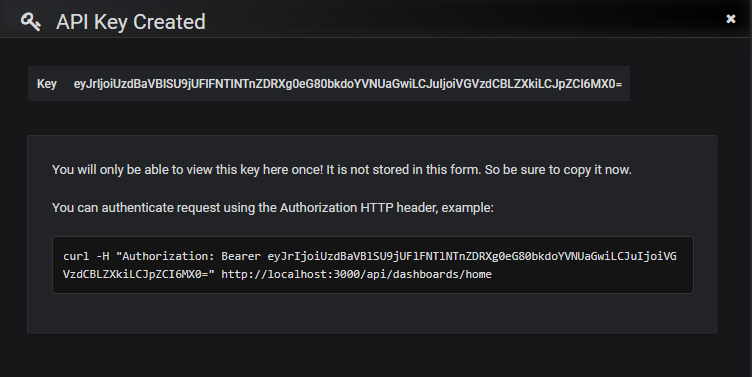 API Key Created
Key eyJrIjoiUzdBaVBlSU9jUFlFNTlNTnZDRXg0eG80bkdoYVNUaGwiLCJuIjoiVGVzdCBLZXkiLCJpZCI6MX0=
You will only be able to view this key here once! It is not stored in this form. So be sure to copy it now.
You can authenticate request using the Authorization HTTP header, example:
curl -H "Authorization: Bearer eyJrIjoiUzdBaVBlSU9jUFlFNTlNTnZDRXg0eG80bkdoYVNUaGwiLCJuIjoiVG
VzdCBLZXkiLCJpZCI6MX0=" http://localhost:3000/api/dashboards/home